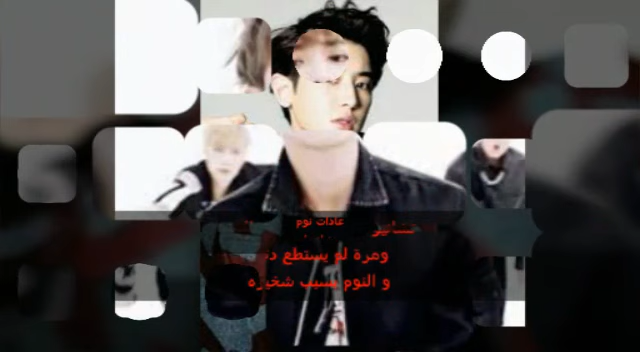 عادات نوم
ومرة لم يستطع د
و النوم بسبب شخيره